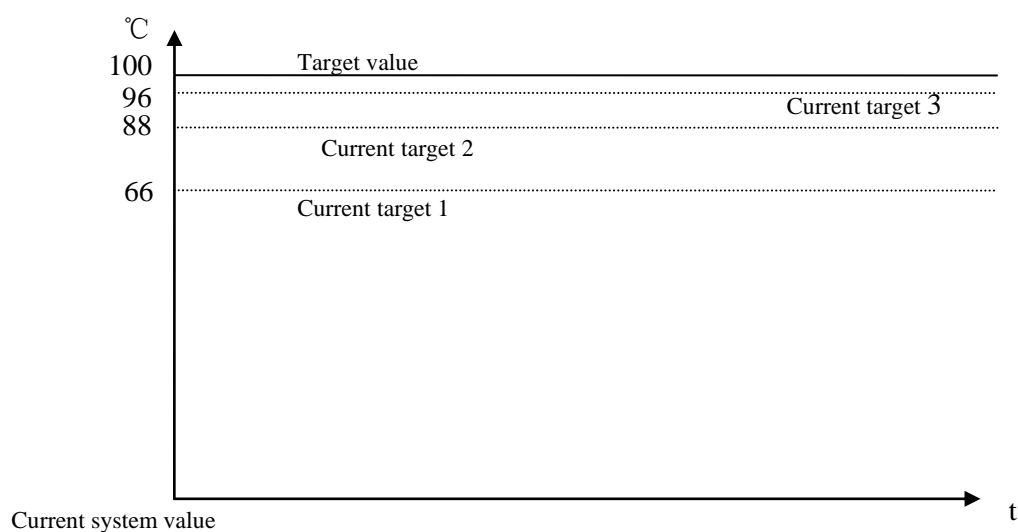 ℃
100
Target value
96
Current target 3
88
Current target 2
66
Current target 1
t
Current system value